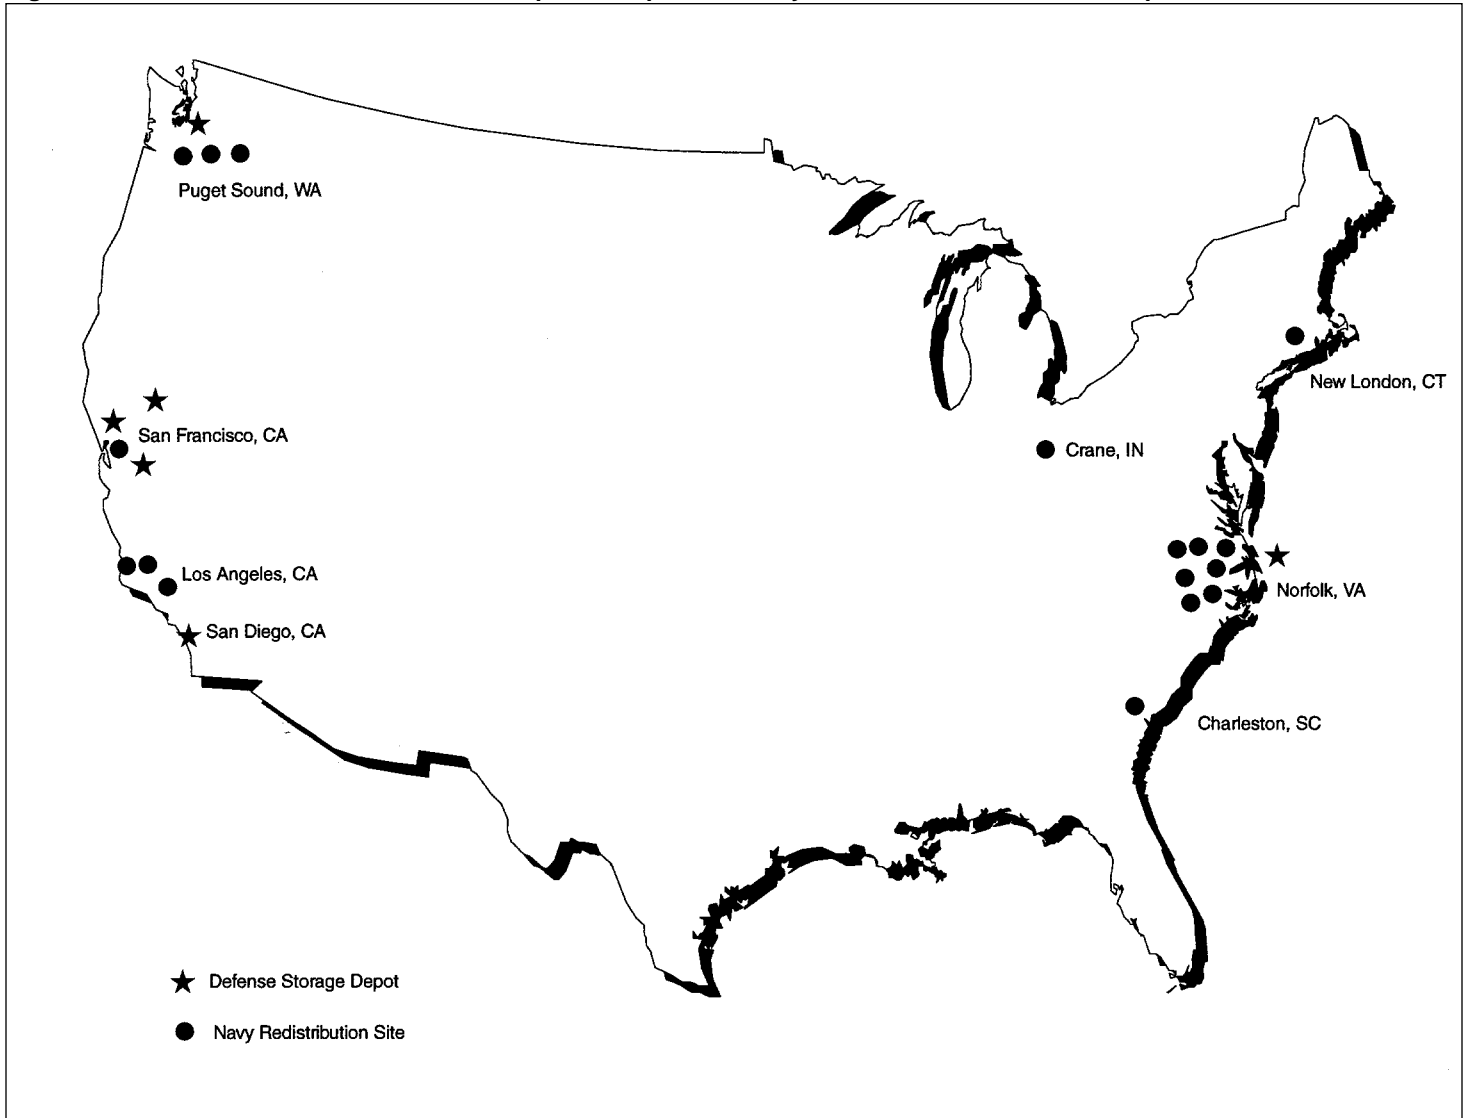 Puget Sound, WA
New London, CT
San Francisco, CA
Crane, IN
Los Angeles, CA
Norfolk, VA
San Diego, CA
Charleston, SC
Defense Storage Depot
Navy Redistribution Site